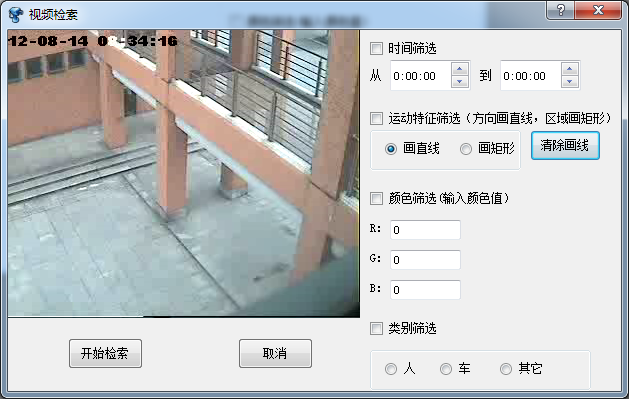 视频检索
12-08-14 0 -34:16
时间筛选
从 0:00:00 到 0:00:00
运动特征筛选(方向画直线，区域画矩形)
画直线 画矩形 清除画线
颜色筛选(输入颜色值)
R: 0
G: 0
B: 0
类别筛选
人 车 其它
开始检索 取消